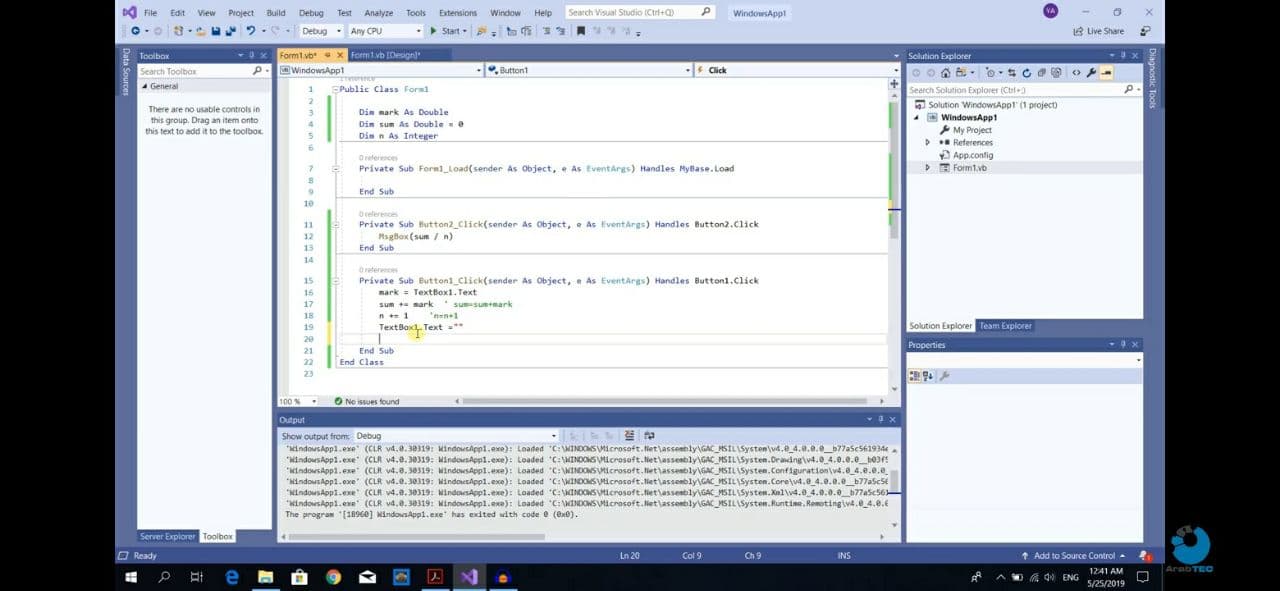 File Edit View Project Build Debug Test Analyze Tools Extensions Window Help Search Visual Studio (Ctrl+Q) WindowsApp1 YA
Debug Any CPU Start Live Share
Data Sources
Toolbox
Search Toolbox
General
There are no usable controls in
this group. Drag an item onto
this text to add it to the toolbox.
Server Explorer Toolbox
Form1.vb* Form1.vb [Design]*
WindowsApp1 Button1 Click
1 reference
1 Public Class Form1
2
3 Dim mark As Double
4 Dim sum As Double = 0
5 Dim n As Integer
6
0 references
7 Private Sub Form1_Load(sender As Object, e As EventArgs) Handles MyBase.Load
8
9 End Sub
10
0 references
11 Private Sub Button2_Click(sender As Object, e As EventArgs) Handles Button2.Click
12 MsgBox(sum / n)
13 End Sub
14
0 references
15 Private Sub Button1_Click(sender As Object, e As EventArgs) Handles Button1.Click
16 mark = TextBox1.Text
17 sum += mark ' sum=sum+mark
18 n += 1 'n=n+1
19 TextBox1.Text =""
20
21 End Sub
22 End Class
23
100 % No issues found
Output
Show output from: Debug
'WindowsApp1.exe' (CLR v4.0.30319: WindowsApp1.exe): Loaded 'C:\WINDOWS\Microsoft.Net\assembly\GAC_MSIL\System\v4.0_4.0.0.0__b77a5c561934e
'WindowsApp1.exe' (CLR v4.0.30319: WindowsApp1.exe): Loaded 'C:\WINDOWS\Microsoft.Net\assembly\GAC_MSIL\System.Drawing\v4.0_4.0.0.0__b03f5
'WindowsApp1.exe' (CLR v4.0.30319: WindowsApp1.exe): Loaded 'C:\WINDOWS\Microsoft.Net\assembly\GAC_MSIL\System.Configuration\v4.0_4.0.0.0_
'WindowsApp1.exe' (CLR v4.0.30319: WindowsApp1.exe): Loaded 'C:\WINDOWS\Microsoft.Net\assembly\GAC_MSIL\System.Core\v4.0_4.0.0.0__b77a5c56
'WindowsApp1.exe' (CLR v4.0.30319: WindowsApp1.exe): Loaded 'C:\WINDOWS\Microsoft.Net\assembly\GAC_MSIL\System.Xml\v4.0_4.0.0.0__b77a5c561
'WindowsApp1.exe' (CLR v4.0.30319: WindowsApp1.exe): Loaded 'C:\WINDOWS\Microsoft.Net\assembly\GAC_MSIL\System.Runtime.Remoting\v4.0_4.0.0
The program '[18960] WindowsApp1.exe' has exited with code 0 (0x0).
Solution Explorer
Search Solution Explorer (Ctrl+;)
Solution 'WindowsApp1' (1 project)
WindowsApp1
My Project
References
App.config
Form1.vb
Solution Explorer Team Explorer
Properties
Diagnostic Tools
Ready Ln 20 Col 9 Ch 9 INS Add to Source Control 1
ENG 12:41 AM
5/25/2019
ArabTEC